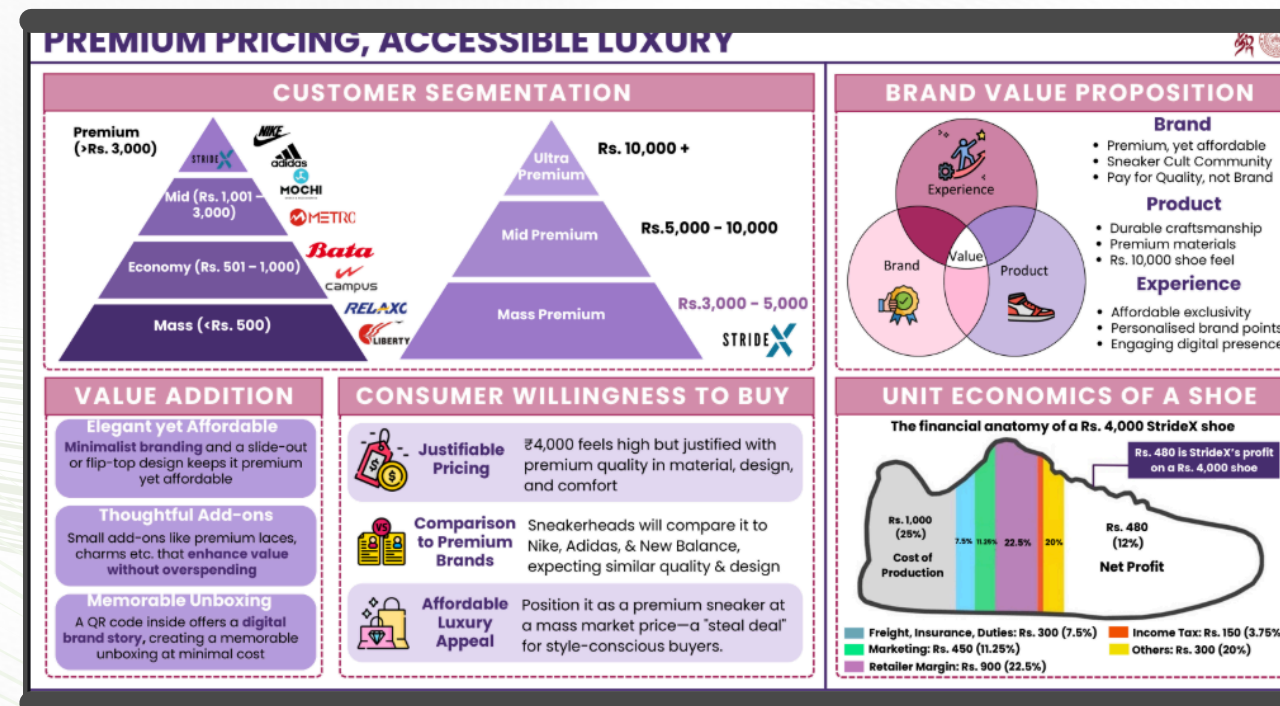 PREMIUM PRICING, ACCESSIBLE LUXURY
CUSTOMER SEGMENTATION
Premium
(>Rs. 3,000)
STRIDEX
NIKE
adidas
MOCHI
Mid (Rs. 1,001 –
3,000)
METRO
Bata
Economy (Rs. 501 – 1,000)
campus
RELAXO
Mass (<Rs. 500)
LIBERTY
Ultra
Premium
Rs. 10,000 +
Mid Premium
Rs.5,000 - 10,000
Mass Premium
Rs.3,000 - 5,000
STRIDEX
BRAND VALUE PROPOSITION
Experience
Brand
Value
Product
Brand
• Premium, yet affordable
• Sneaker Cult Community
• Pay for Quality, not Brand
Product
• Durable craftsmanship
• Premium materials
• Rs. 10,000 shoe feel
Experience
• Affordable exclusivity
• Personalised brand points
• Engaging digital presence
VALUE ADDITION
Elegant yet Affordable
Minimalist branding and a slide-out
or flip-top design keeps it premium
yet affordable
Thoughtful Add-ons
Small add-ons like premium laces,
charms etc. that enhance value
without overspending
Memorable Unboxing
A QR code inside offers a digital
brand story, creating a memorable
unboxing at minimal cost
CONSUMER WILLINGNESS TO BUY
Justifiable
Pricing
₹4,000 feels high but justified with
premium quality in material, design,
and comfort
VS
Comparison
to Premium
Brands
Sneakerheads will compare it to
Nike, Adidas, & New Balance,
expecting similar quality & design
Affordable
Luxury
Appeal
Position it as a premium sneaker at
a mass market price—a "steal deal"
for style-conscious buyers.
UNIT ECONOMICS OF A SHOE
The financial anatomy of a Rs. 4,000 StrideX shoe
Rs. 480 is StrideX's profit
on a Rs. 4,000 shoe
Rs. 1,000
(25%)
Cost of
Production
7.5%
11.25%
22.5%
20%
Rs. 480
(12%)
Net Profit
Freight, Insurance, Duties: Rs. 300 (7.5%)
Income Tax: Rs. 150 (3.75%
Marketing: Rs. 450 (11.25%)
Others: Rs. 300 (20%)
Retailer Margin: Rs. 900 (22.5%)